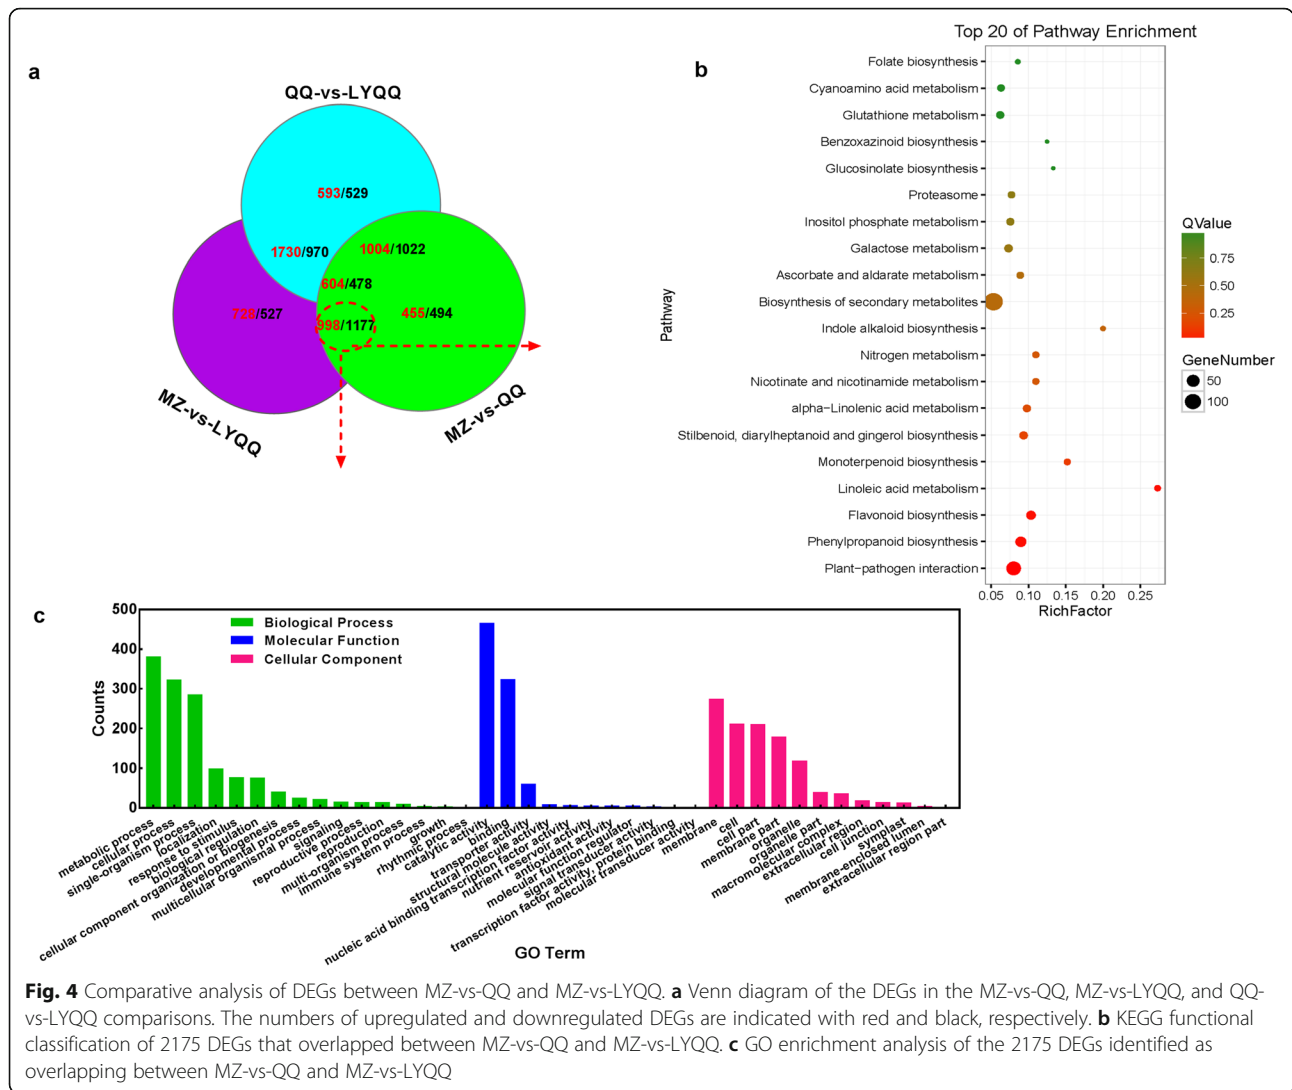 a
QQ-vs-LYQQ
593/529
1730/970
1004/1022
604/478
/527
455/494
998/1177
MZ-vs-LYQQ
MZ-vs-QQ
b
Top 20 of Pathway Enrichment
Pathway
Folate biosynthesis
Cyanoamino acid metabolism
Glutathione metabolism
Benzoxazinoid biosynthesis
Glucosinolate biosynthesis
Proteasome
Inositol phosphate metabolism
Galactose metabolism
Ascorbate and aldarate metabolism
Biosynthesis of secondary metabolites
Indole alkaloid biosynthesis
Nitrogen metabolism
Nicotinate and nicotinamide metabolism
alpha−Linolenic acid metabolism
Stilbenoid, diarylheptanoid and gingerol biosynthesis
Monoterpenoid biosynthesis
Linoleic acid metabolism
Flavonoid biosynthesis
Phenylpropanoid biosynthesis
Plant−pathogen interaction
0.05 0.10 0.15 0.20 0.25
RichFactor
QValue
0.75
0.50
0.25
GeneNumber
50
100
c
Counts
500
400
300
200
100
0
Biological Process
Molecular Function
Cellular Component
metabolic process
cellular process
single-organism process
localization
response to stimulus
biological regulation
cellular component organization or biogenesis
developmental process
multicellular organismal process
signaling
reproductive process
reproduction
multi-organism process
immune system process
growth
rhythmic process
catalytic activity
binding
transporter activity
structural molecule activity
nucleic acid binding transcription factor activity
nutrient reservoir activity
antioxidant activity
molecular function regulator
signal transducer activity
transcription factor activity, protein binding
molecular transducer activity
membrane
cell
cell part
membrane part
organelle
organelle part
macromolecular complex
extracellular region
cell junction
symplast
membrane-enclosed lumen
extracellular region part
GO Term
Fig. 4 Comparative analysis of DEGs between MZ-vs-QQ and MZ-vs-LYQQ. a Venn diagram of the DEGs in the MZ-vs-QQ, MZ-vs-LYQQ, and QQ-
vs-LYQQ comparisons. The numbers of upregulated and downregulated DEGs are indicated with red and black, respectively. b KEGG functional
classification of 2175 DEGs that overlapped between MZ-vs-QQ and MZ-vs-LYQQ. c GO enrichment analysis of the 2175 DEGs identified as
overlapping between MZ-vs-QQ and MZ-vs-LYQQ